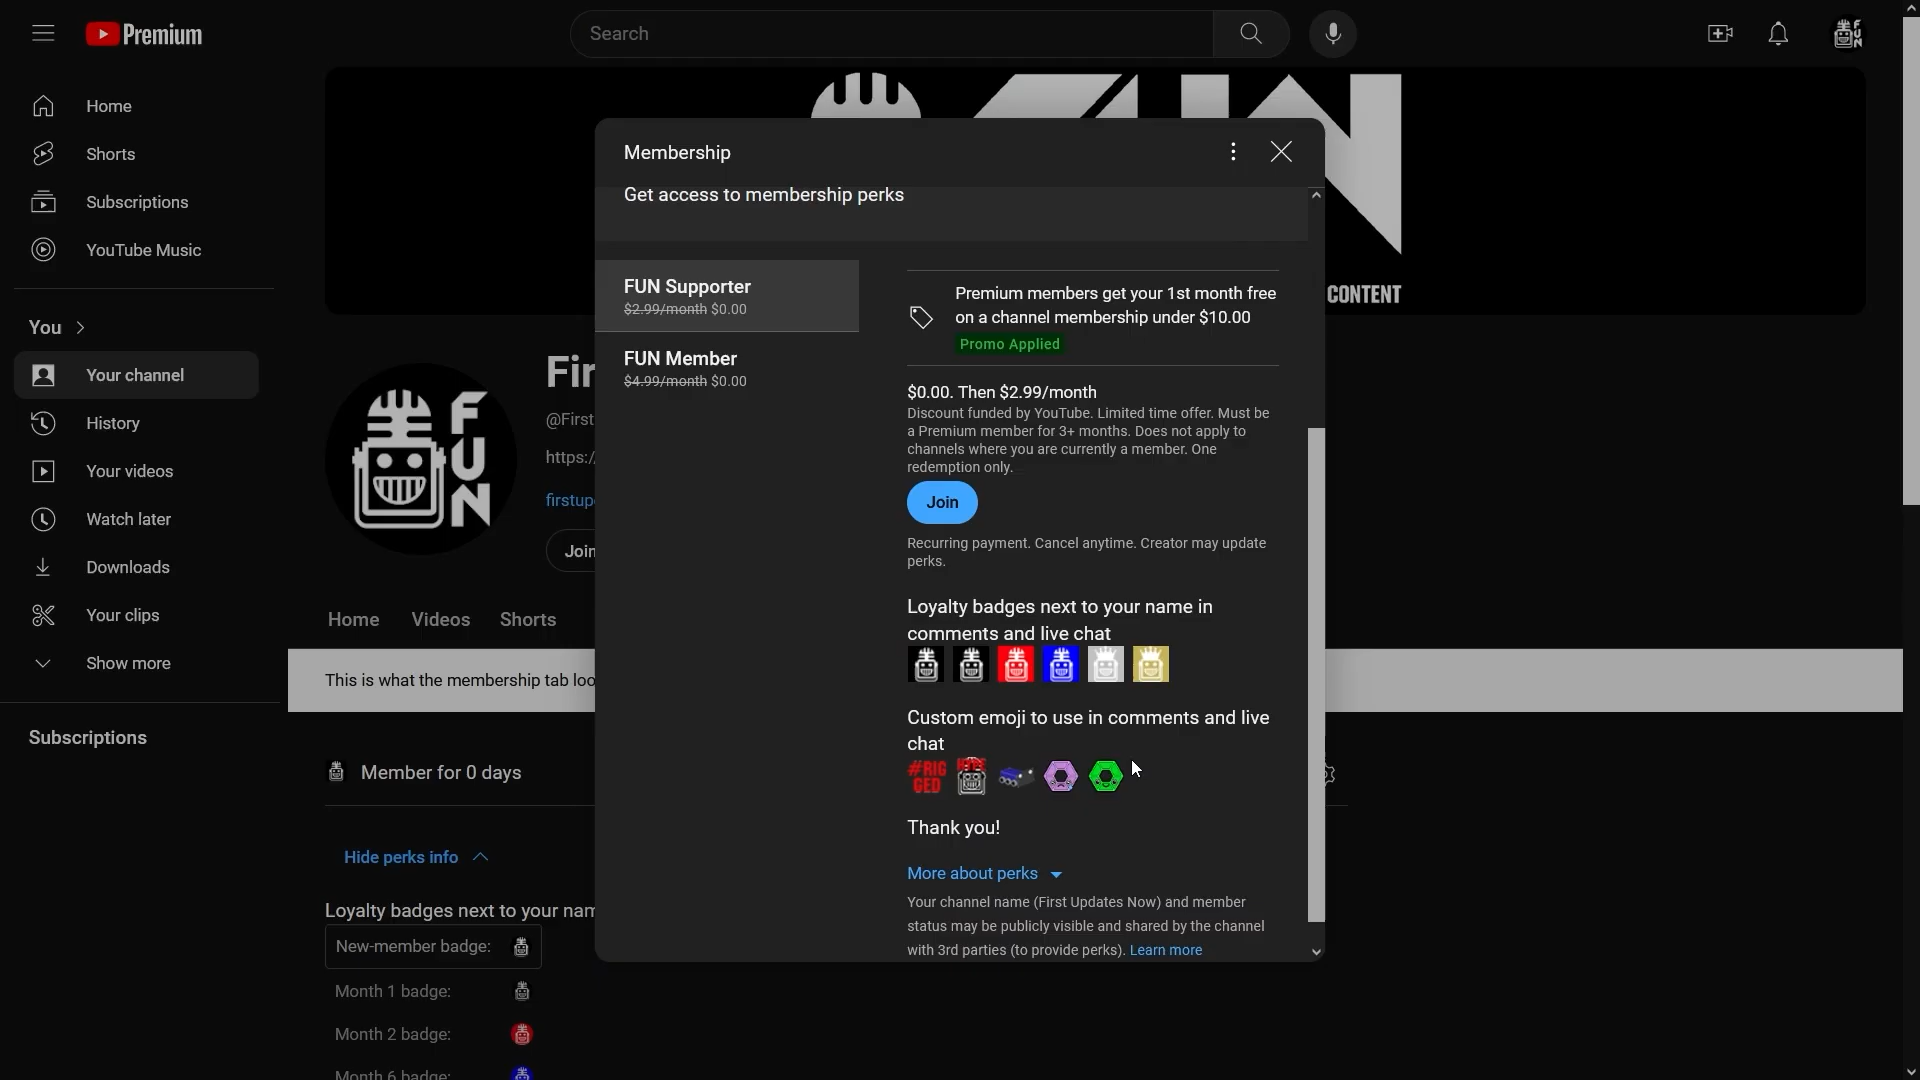 Premium
Search
FUN
Home
Shorts
Subscriptions
YouTube Music
You
Your channel
History
Your videos
Watch later
Downloads
Your clips
Show more
Subscriptions
CONTENT
Fir
FUN
@First
https:/
firstup
Join
Home Videos Shorts
This is what the membership tab loo
Member for 0 days
Hide perks info
Loyalty badges next to your nam
New-member badge:
Month 1 badge:
Month 2 badge:
Month 6 badge:
Membership
Get access to membership perks
FUN Supporter
$2.99/month $0.00
FUN Member
$4.99/month $0.00
Premium members get your 1st month free
on a channel membership under $10.00
Promo Applied
$0.00. Then $2.99/month
Discount funded by YouTube. Limited time offer. Must be
a Premium member for 3+ months. Does not apply to
channels where you are currently a member. One
redemption only.
Join
Recurring payment. Cancel anytime. Creator may update
perks.
Loyalty badges next to your name in
comments and live chat
Custom emoji to use in comments and live
chat
#RIG
GED
HYPE
Thank you!
More about perks
Your channel name (First Updates Now) and member
status may be publicly visible and shared by the channel
with 3rd parties (to provide perks). Learn more